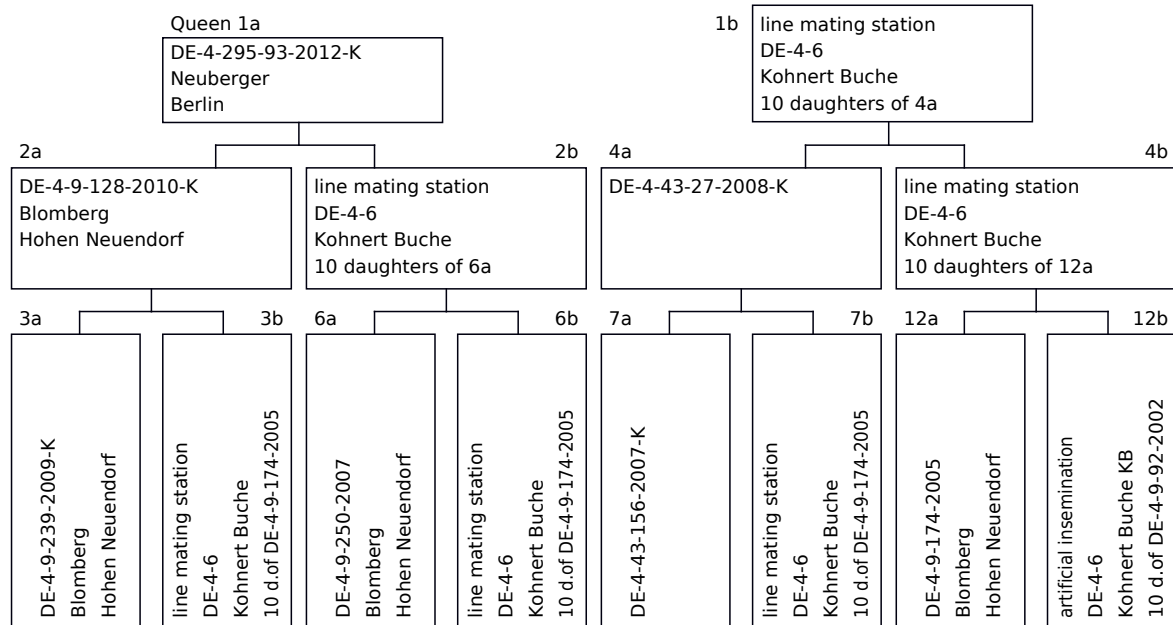 Queen 1a
DE-4-295-93-2012-K
Neuberger
Berlin
1b
line mating station
DE-4-6
Kohnert Buche
10 daughters of 4a
2a
DE-4-9-128-2010-K
Blomberg
Hohen Neuendorf
2b
line mating station
DE-4-6
Kohnert Buche
10 daughters of 6a
4a
DE-4-43-27-2008-K
4b
line mating station
DE-4-6
Kohnert Buche
10 daughters of 12a
3a
DE-4-9-239-2009-K
Blomberg
Hohen Neuendorf
3b
line mating station
DE-4-6
Kohnert Buche
10 d.of DE-4-9-174-2005
6a
DE-4-9-250-2007
Blomberg
Hohen Neuendorf
6b
line mating station
DE-4-6
Kohnert Buche
10 d.of DE-4-9-174-2005
7a
DE-4-43-156-2007-K
7b
line mating station
DE-4-6
Kohnert Buche
10 d.of DE-4-9-174-2005
12a
DE-4-9-174-2005
Blomberg
Hohen Neuendorf
12b
artificial insemination
DE-4-6
Kohnert Buche KB
10 d.of DE-4-9-92-2002